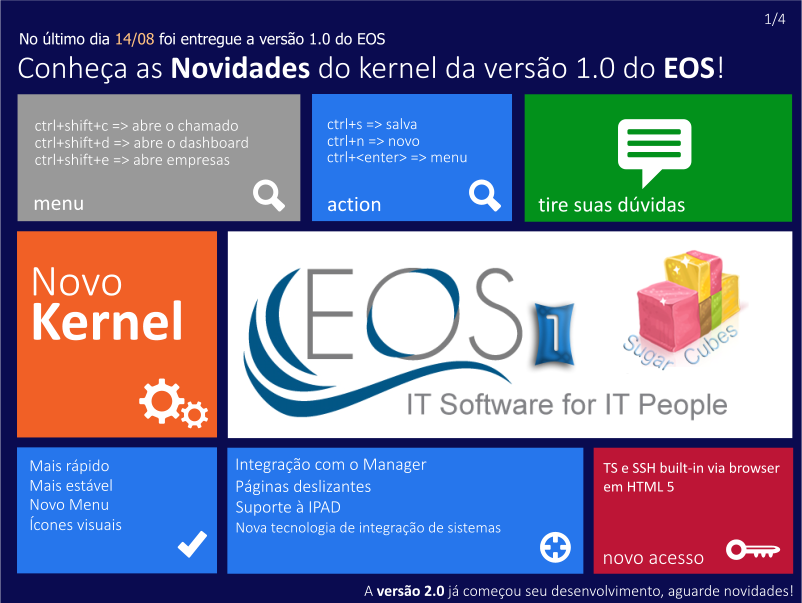 1/4
No último dia 14/08 foi entregue a versão 1.0 do EOS
Conheça as Novidades do kernel da versão 1.0 do EOS!
ctrl+shift+c => abre o chamado
ctrl+shift+d => abre o dashboard
ctrl+shift+e => abre empresas
menu
ctrl+s => salva
ctrl+n => novo
ctrl+<enter> => menu
action
tire suas dúvidas
Novo
Kernel
EOS 1
IT Software for IT People
Sugar Cubes
Mais rápido
Mais estável
Novo Menu
Ícones visuais
Integração com o Manager
Páginas deslizantes
Suporte à IPAD
Nova tecnologia de integração de sistemas
TS e SSH built-in via browser
em HTML 5
novo acesso
A versão 2.0 já começou seu desenvolvimento, aguarde novidades!